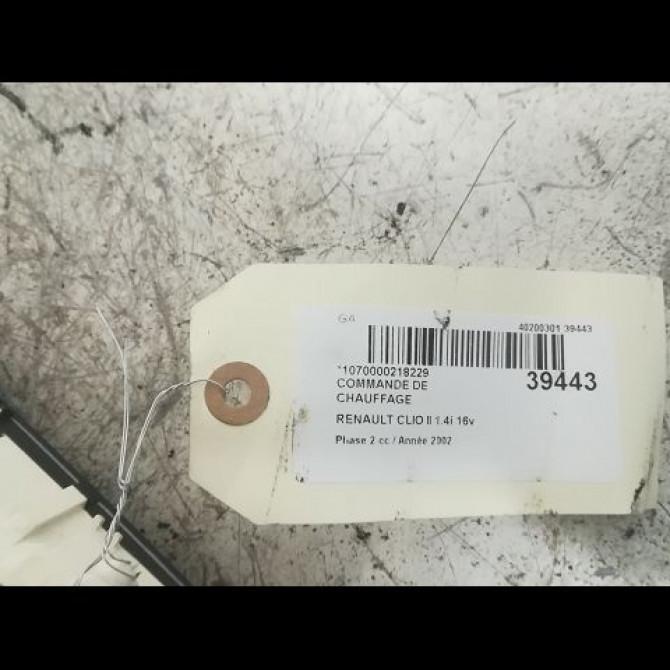 GA
40200301 39443
*1070000218229
39443
COMMANDE DE
CHAUFFAGE
RENAULT CLIO II 1.4i 16v
Phase 2 cc / Année 2002